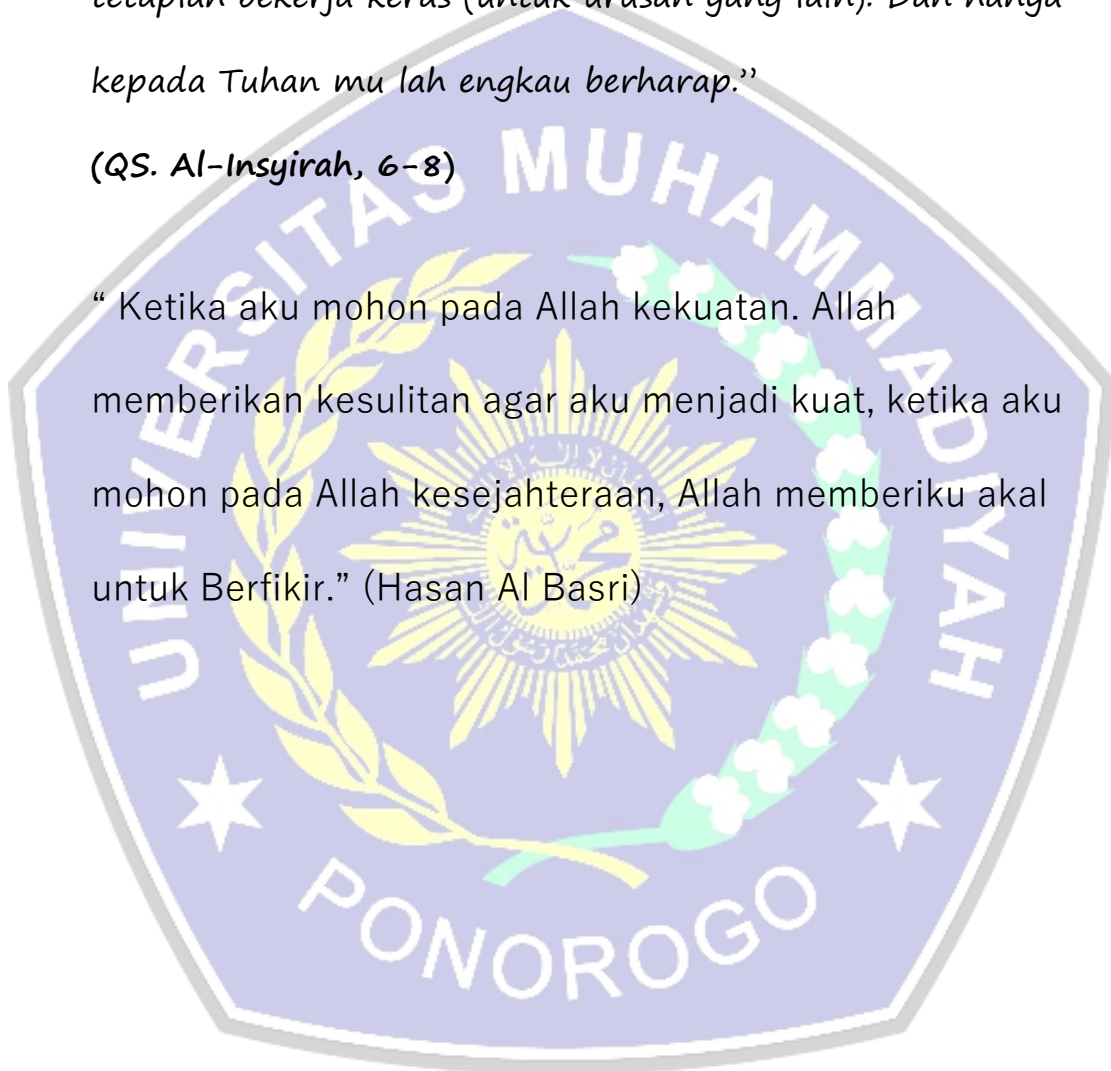 tetaplah bekerja keras (untuk urusan yang lain). Dan hanya
kepada Tuhan mu lah engkau berharap.’’
(QS. Al-Insyirah, 6-8)
“ Ketika aku mohon pada Allah kekuatan. Allah
memberikan kesulitan agar aku menjadi kuat, ketika aku
mohon pada Allah kesejahteraan, Allah memberiku akal
untuk Berfikir.” (Hasan Al Basri)
UNIVERSITAS MUHAMMADIYAH
PONOROGO